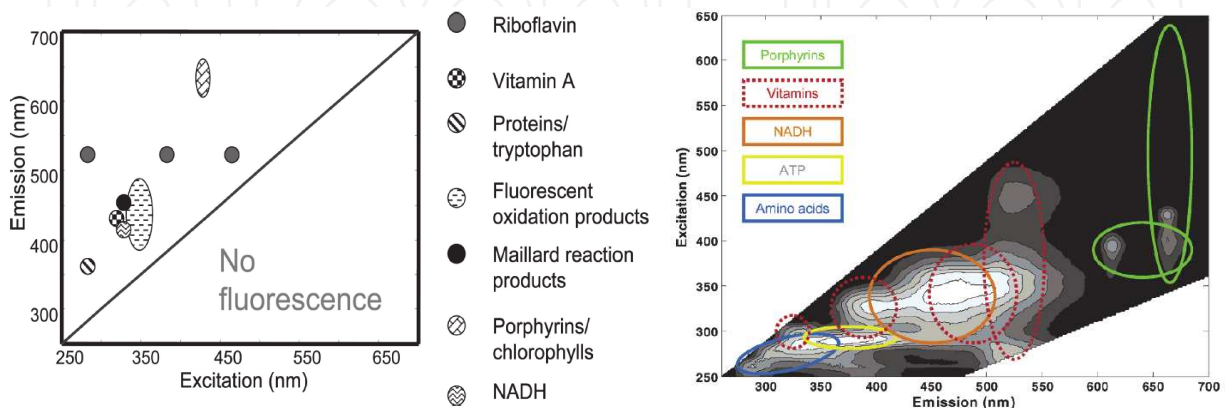 700
600
500
400
300
Emission (nm)
No
fluorescence
250
350
450
550
650
Excitation (nm)
Riboflavin
Vitamin A
Proteins/
tryptophan
Fluorescent
oxidation products
Maillard reaction
products
Porphyrins/
chlorophylls
NADH
650
600
550
500
450
400
350
300
250
Excitation (nm)
Porphyrins
Vitamins
NADH
ATP
Amino acids
300
350
400
450
500
550
600
650
700
Emission (nm)